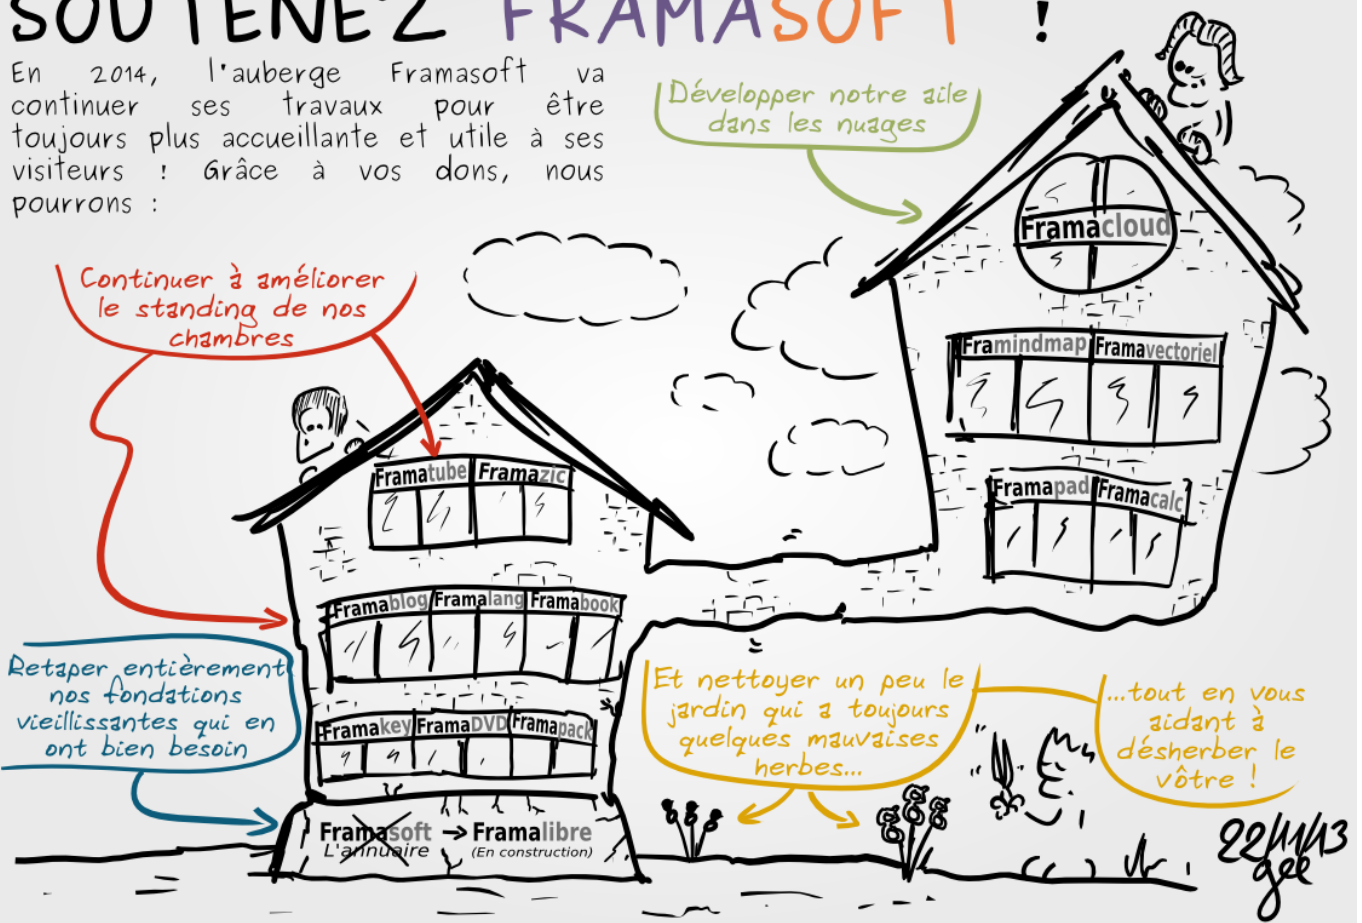 SOUTENEZ FRAMASOFT !
En 2014, l'auberge Framasoft va
continuer ses travaux pour être
toujours plus accueillante et utile à ses
visiteurs ! Grâce à vos dons, nous
pourrons :
Développer notre aile
dans les nuages
Framacloud
Continuer à améliorer
le standing de nos
chambres
Framindmap Framavectoriel
Framatube Framazic
Framapad Framacalc
Framablog Framalang Framabook
Retaper entièrement
nos fondations
vieillissantes qui en
ont bien besoin
Et nettoyer un peu le
jardin qui a toujours
quelques mauvaises
herbes...
...tout en vous
aidant à
désherber le
vôtre !
Framakey FramaDVD Framapack
Framasoft → Framalibre
L'annuaire (En construction)
22/11/13
gee